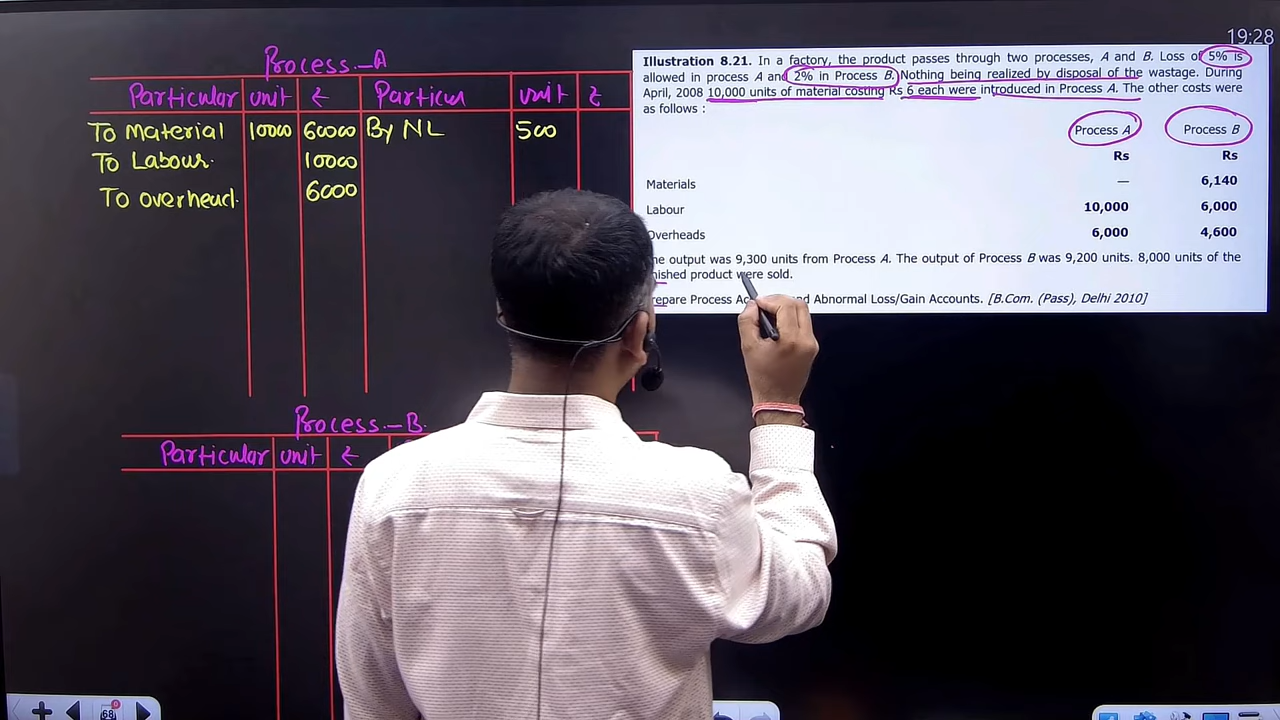 19:28
Process-A
Particular unit ₹ Particur unit ₹
To Material 10000 60000 By NL 500
To Labour. 10000
To overhead. 6000
Process-B.
Particular unit ₹
Illustration 8.21. In a factory, the product passes through two processes, A and B. Loss of 5% is
allowed in process A and 2% in Process B. Nothing being realized by disposal of the wastage. During
April, 2008 10,000 units of material costing Rs 6 each were introduced in Process A. The other costs were
as follows :
Process A Process B
Rs Rs
Materials — 6,140
Labour 10,000 6,000
Overheads 6,000 4,600
output was 9,300 units from Process A. The output of Process B was 9,200 units. 8,000 units of the
product were sold.
Process and Abnormal Loss/Gain Accounts. [B.Com. (Pass), Delhi 2010]
68